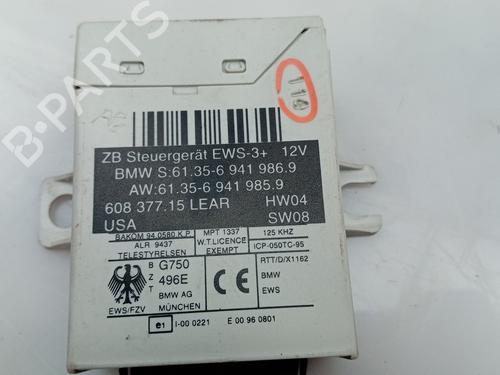 B-PARTS
114
ZB Steuergerät EWS-3+ 12V
BMW S:61.35-6 941 986.9
AW:61.35-6 941 985.9
608 377.15 LEAR HW04
USA SW08
BAKOM 94.0580.K.P. MPT 1337 125 KHZ
ALR 9437 W.T.LICENCE ICP-050TC-95
TELESTYRELSEN EXEMPT
B G750 RTT/D/X1162
Z 496E BMW
T BMW AG EWS
EWS/FZV MÜNCHEN
CE
e1 I-00 0221 E 00 96 0801